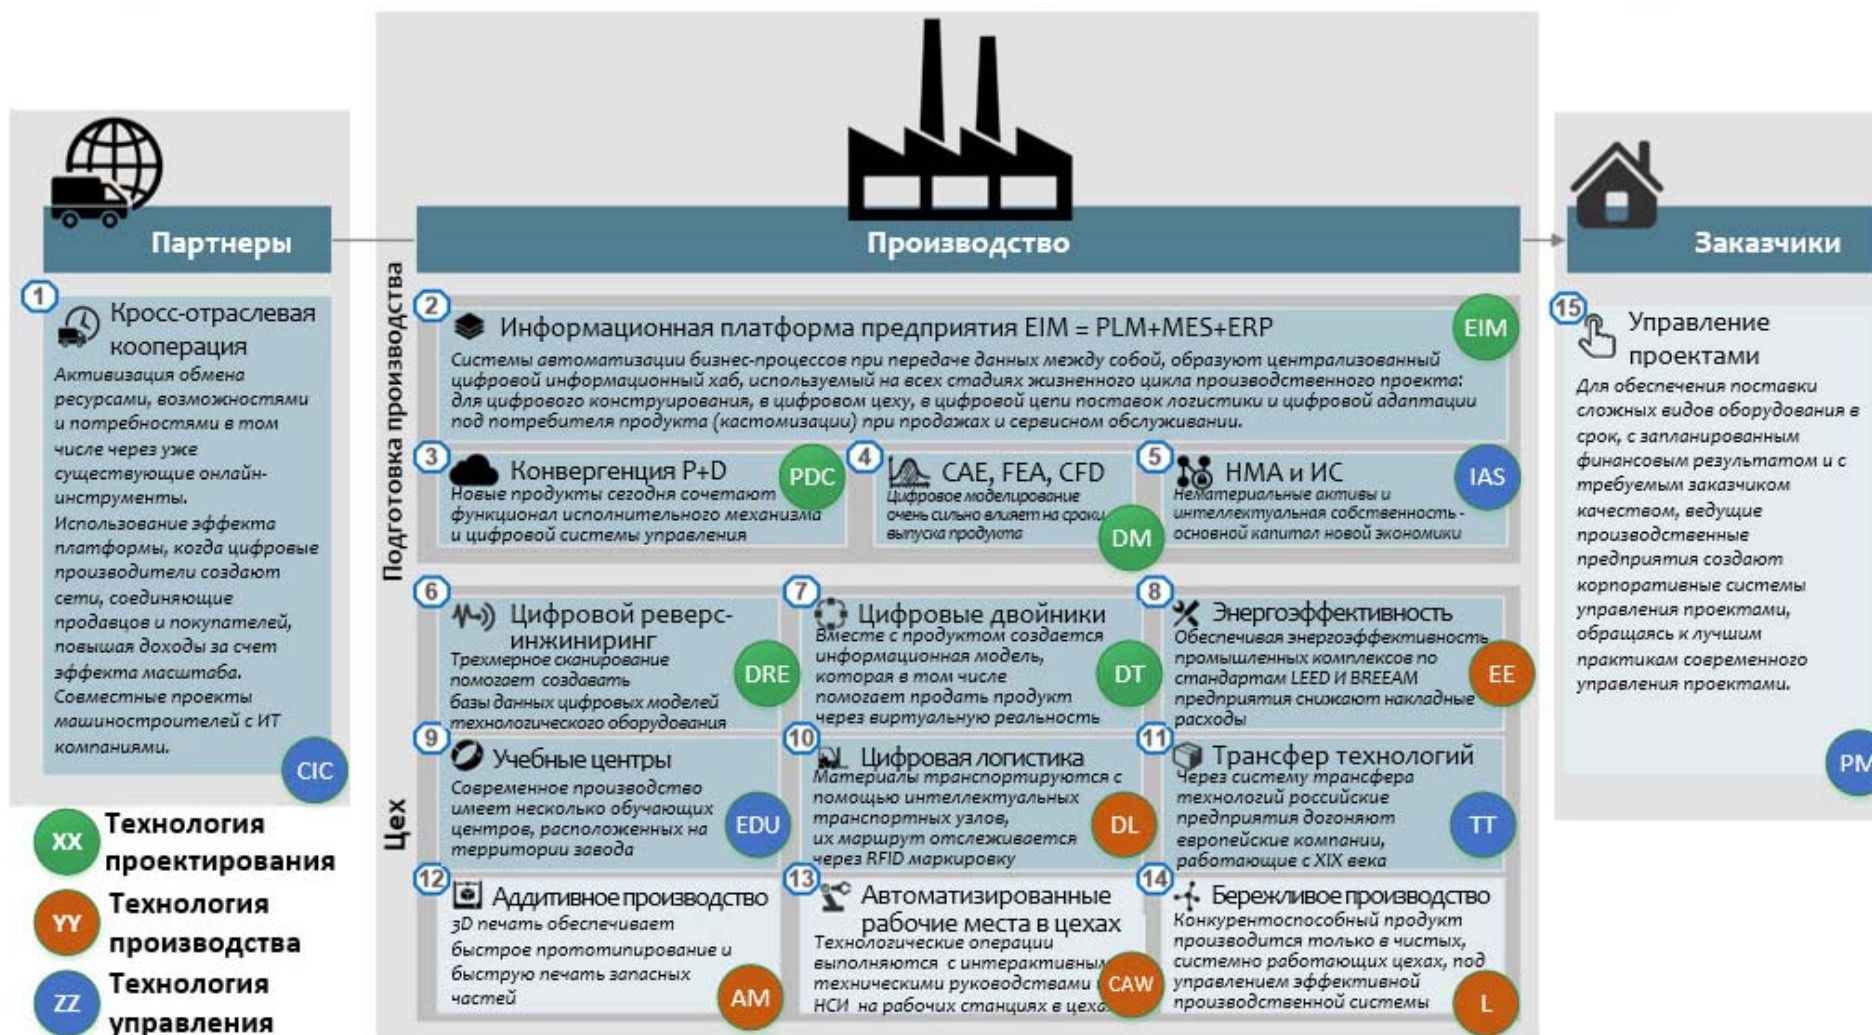 Партнеры
Производство
Заказчики
1
Кросс-отраслевая
кооперация
Активизация обмена
ресурсами, возможностями
и потребностями в том
числе через уже
существующие онлайн-
инструменты.
Использование эффекта
платформы, когда цифровые
производители создают
сети, соединяющие
продавцов и покупателей,
повышая доходы за счет
эффекта масштаба.
Совместные проекты
машиностроителей с ИТ
компаниями.
CIC
XX
Технология
проектирования
YY
Технология
производства
ZZ
Технология
управления
Подготовка производства
2
Информационная платформа предприятия EIM = PLM+MES+ERP
EIM
Системы автоматизации бизнес-процессов при передаче данных между собой, образуют централизованный
цифровой информационный хаб, используемый на всех стадиях жизненного цикла производственного проекта:
для цифрового конструирования, в цифровом цеху, в цифровой цепи поставок логистики и цифровой адаптации
под потребителя продукта (кастомизации) при продажах и сервисном обслуживании.
3
Конвергенция P+D
PDC
Новые продукты сегодня сочетают
функционал исполнительного механизма
и цифровой системы управления
4
CAE, FEA, CFD
Цифровое моделирование
очень сильно влияет на сроки
выпуска продукта
DM
5
НМА и ИС
IAS
Нематериальные активы и
интеллектуальная собственность -
основной капитал новой экономики
Цех
6
Цифровой реверс-
инжиниринг
Трехмерное сканирование
помогает создавать
базы данных цифровых моделей
технологического оборудования
DRE
7
Цифровые двойники
Вместе с продуктом создается
информационная модель,
которая в том числе
помогает продать продукт
через виртуальную реальность
DT
8
Энергоэффективность
Обеспечивая энергоэффективность
промышленных комплексов по
стандартам LEED И BREEAM
предприятия снижают накладные
расходы
EE
9
Учебные центры
Современное производство
имеет несколько обучающих
центров, расположенных на
территории завода
EDU
10
Цифровая логистика
Материалы транспортируются с
помощью интеллектуальных
транспортных узлов,
их маршрут отслеживается
через RFID маркировку
DL
11
Трансфер технологий
Через систему трансфера
технологий российские
предприятия догоняют
европейские компании,
работающие с XIX века
TT
12
Аддитивное производство
3D печать обеспечивает
быстрое прототипирование и
быструю печать запасных
частей
AM
13
Автоматизированные
рабочие места в цехах
Технологические операции
выполняются с интерактивным
техническими руководствами
НСИ на рабочих станциях в цеха
CAW
14
Бережливое производство
Конкурентоспособный продукт
производится только в чистых,
системно работающих цехах, под
управлением эффективной
производственной системы
L
15
Управление
проектами
Для обеспечения поставки
сложных видов оборудования в
срок, с запланированным
финансовым результатом и с
требуемым заказчиком
качеством, ведущие
производственные
предприятия создают
корпоративные системы
управления проектами,
обращаясь к лучшим
практикам современного
управления проектами.
PM